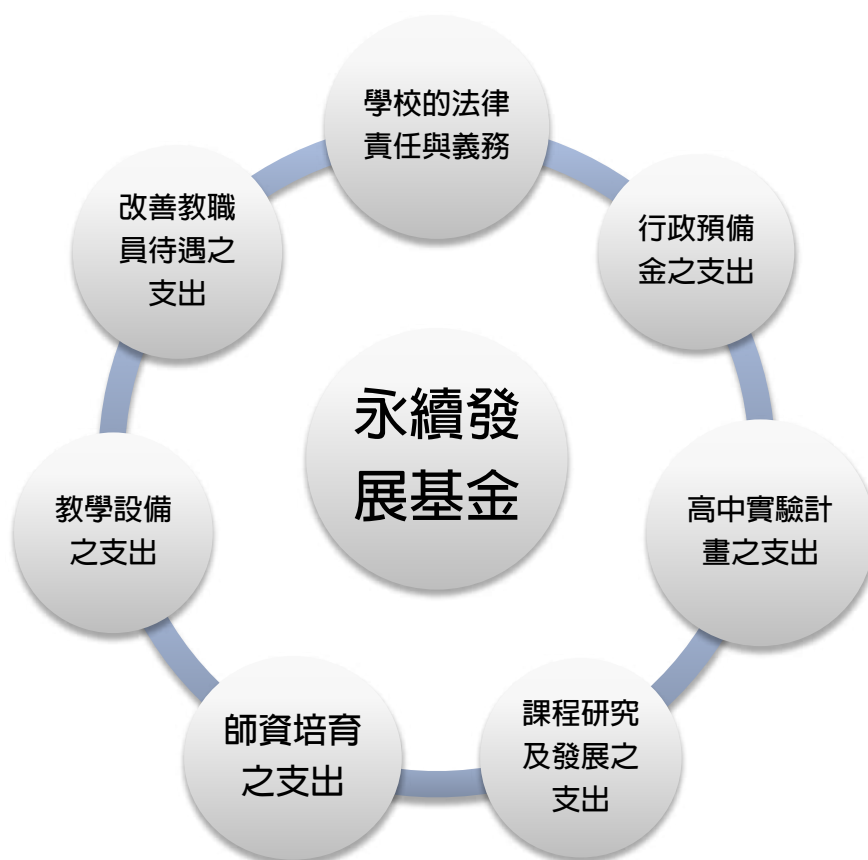 學校的法律
責任與義務
行政預備
金之支出
高中實驗計
畫之支出
課程研究
及發展之
支出
師資培育
之支出
教學設備
之支出
改善教職
員待遇之
支出
永續發
展基金